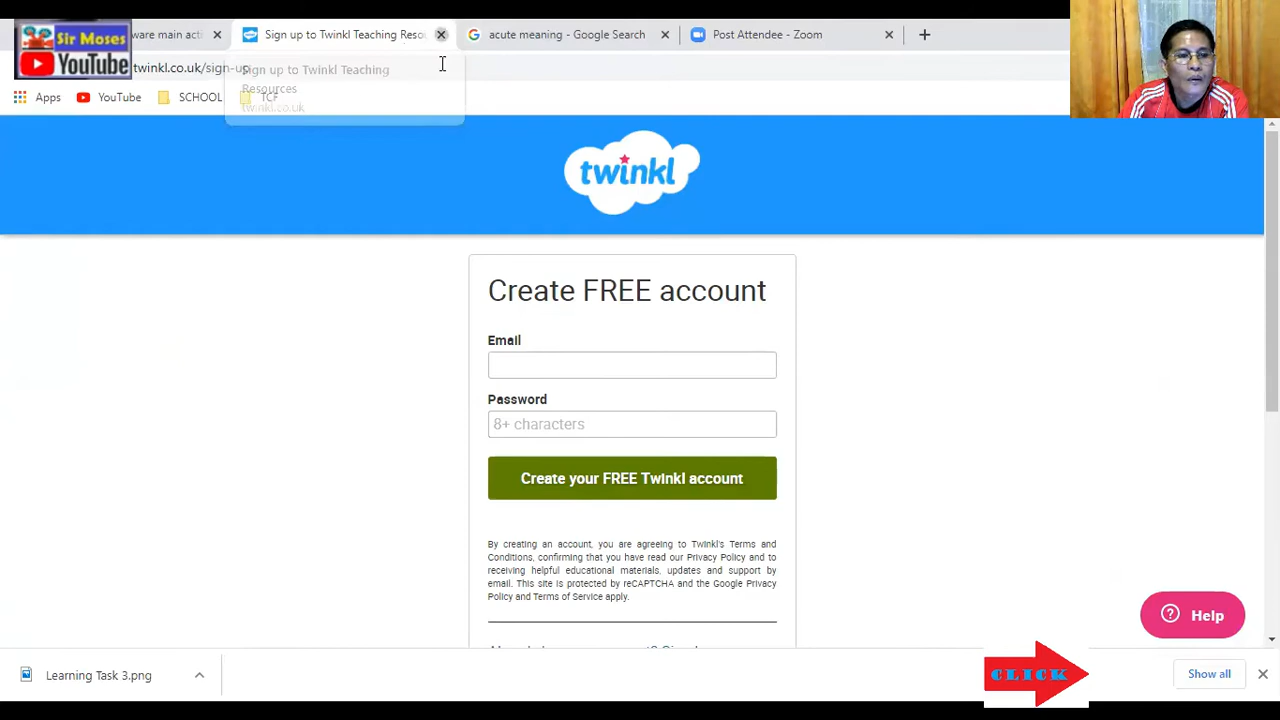 Sir Moses
YouTube
ware main acti
Sign up to Twinkl Teaching Reso
acute meaning - Google Search
Post Attendee - Zoom
twinkl.co.uk/sign-up
Sign up to Twinkl Teaching
Resources
twinkl.co.uk
Apps
YouTube
SCHOOL
TCF
twinkl
Create FREE account
Email
Password
8+ characters
Create your FREE Twinkl account
By creating an account, you are agreeing to Twinkl's Terms and
Conditions, confirming that you have read our Privacy Policy and to
receiving helpful educational materials, updates and support by
email. This site is protected by reCAPTCHA and the Google Privacy
Policy and Terms of Service apply.
Help
Learning Task 3.png
CLICK
Show all